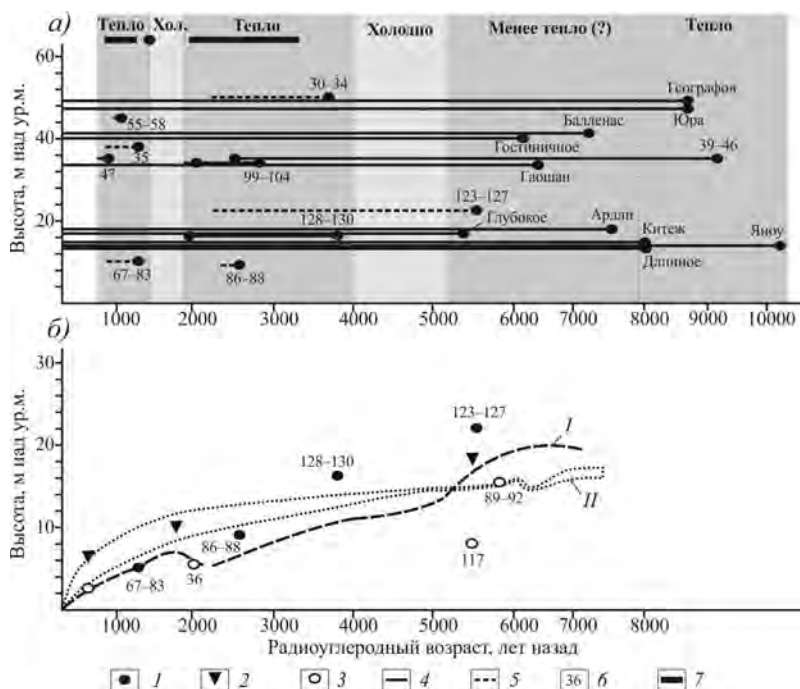 а)
Тепло Хол. Тепло Холодно Менее тепло (?) Тепло
Высота, м над ур.м.
60
40
20
30–34
Географов
Юра
55–58
Балленас
Гостиничное
35
39–46
47
99–104
Гаошан
123–127
128–130
Глубокое
Ардли
Китеж
Яноу
67–83
86–88
Длинное
1000 2000 3000 4000 5000 6000 7000 8000 9000 10000
б)
Высота, м над ур.м.
30
20
10
123–127
I
128–130
89–92
II
86–88
117
67–83
36
1000 2000 3000 4000 5000 6000 7000 8000
Радиоуглеродный возраст, лет назад
1 2 3 4 5 36 6 7